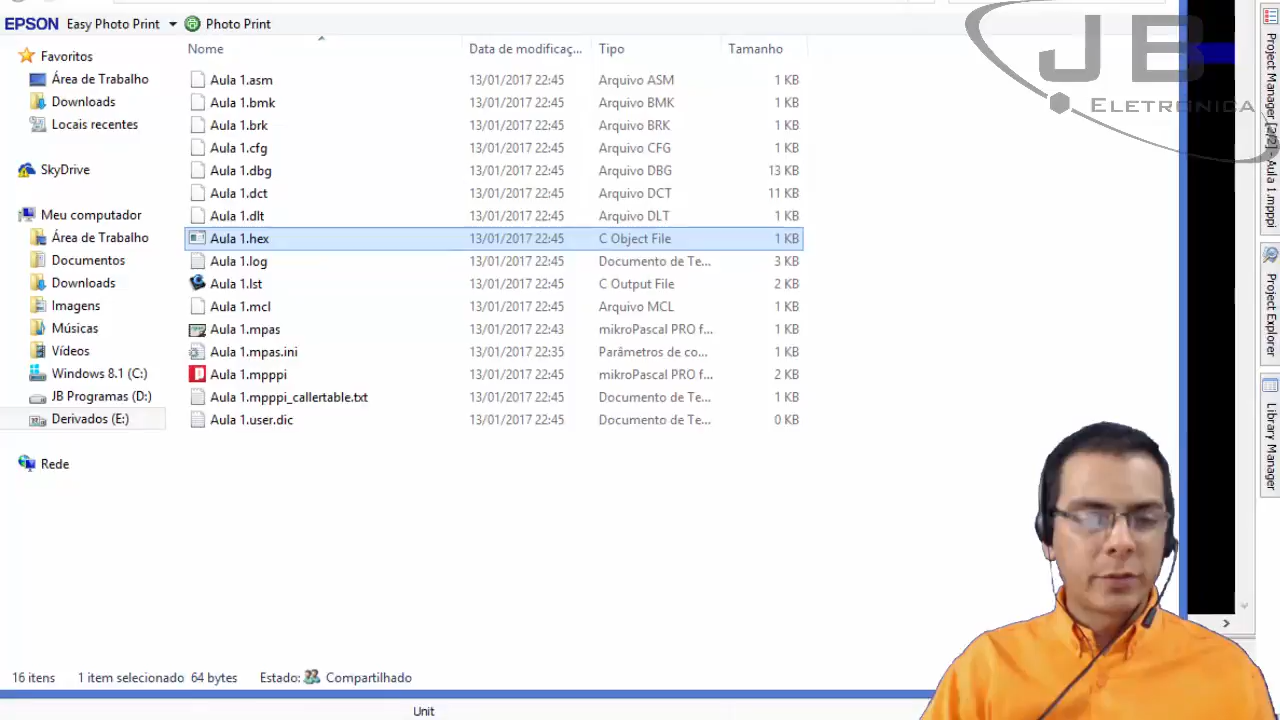 EPSON Easy Photo Print Photo Print
Favoritos
Área de Trabalho
Downloads
Locais recentes
SkyDrive
Meu computador
Área de Trabalho
Documentos
Downloads
Imagens
Músicas
Vídeos
Windows 8.1 (C:)
JB Programas (D:)
Derivados (E:)
Rede
Nome Data de modificaç... Tipo Tamanho
Aula 1.asm 13/01/2017 22:45 Arquivo ASM 1 KB
Aula 1.bmk 13/01/2017 22:45 Arquivo BMK 1 KB
Aula 1.brk 13/01/2017 22:45 Arquivo BRK 1 KB
Aula 1.cfg 13/01/2017 22:45 Arquivo CFG 1 KB
Aula 1.dbg 13/01/2017 22:45 Arquivo DBG 13 KB
Aula 1.dct 13/01/2017 22:45 Arquivo DCT 11 KB
Aula 1.dlt 13/01/2017 22:45 Arquivo DLT 1 KB
Aula 1.hex 13/01/2017 22:45 C Object File 1 KB
Aula 1.log 13/01/2017 22:45 Documento de Te... 3 KB
Aula 1.lst 13/01/2017 22:45 C Output File 2 KB
Aula 1.mcl 13/01/2017 22:45 Arquivo MCL 1 KB
Aula 1.mpas 13/01/2017 22:43 mikroPascal PRO f... 1 KB
Aula 1.mpas.ini 13/01/2017 22:35 Parâmetros de co... 1 KB
Aula 1.mpppi 13/01/2017 22:45 mikroPascal PRO f... 2 KB
Aula 1.mpppi_callertable.txt 13/01/2017 22:45 Documento de Te... 1 KB
Aula 1.user.dic 13/01/2017 22:45 Documento de Te... 0 KB
16 itens 1 item selecionado 64 bytes Estado: Compartilhado
Unit
JB
ELETRÔNICA
Project Manager [2/2] - Aula 1.mpppi
Project Explorer
Library Manager